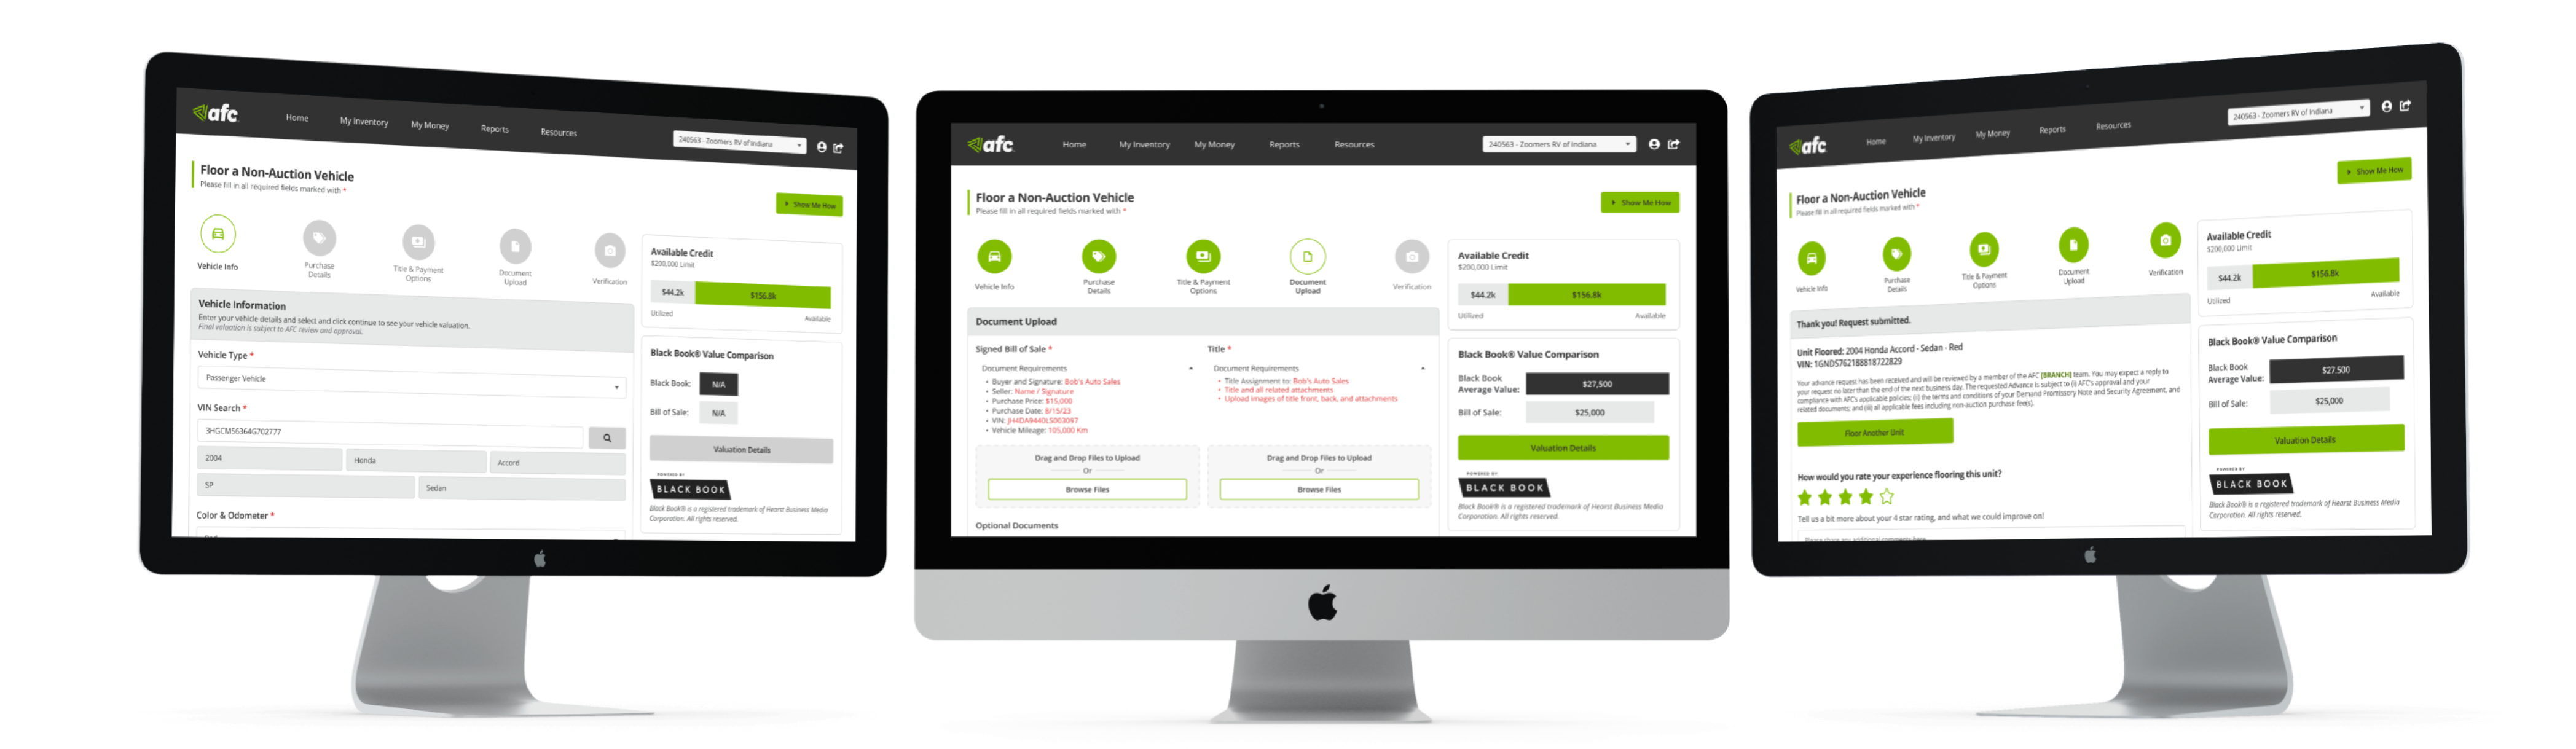 afc
Home
My Inventory
My Money
Reports
Resources
240563 - Zoomers RV of Indiana
Floor a Non-Auction Vehicle
Please fill in all required fields marked with *
Show Me How
Vehicle Info
Purchase
Details
Title & Payment
Options
Document
Upload
Verification
Vehicle Information
Enter your vehicle details and select and click continue to see your vehicle valuation.
Final valuation is subject to AFC review and approval.
Vehicle Type *
Passenger Vehicle
VIN Search *
3HGCM56364G702777
2004
Honda
Accord
SP
Sedan
Color & Odometer *
Available Credit
$200,000 Limit
$44.2k
$156.8k
Utilized
Available
Black Book® Value Comparison
Black Book:
N/A
Bill of Sale:
N/A
Valuation Details
POWERED BY
BLACK BOOK
Black Book® is a registered trademark of Hearst Business Media
Corporation. All rights reserved.
afc
Home
My Inventory
My Money
Reports
Resources
240563 - Zoomers RV of Indiana
Floor a Non-Auction Vehicle
Please fill in all required fields marked with *
Show Me How
Vehicle Info
Purchase
Details
Title & Payment
Options
Document
Upload
Verification
Document Upload
Signed Bill of Sale *
Document Requirements
• Buyer and Signature: Bob's Auto Sales
• Seller: Name / Signature
• Purchase Price: $15,000
• Purchase Date: 8/15/23
• VIN: JH4DA9440LS003097
• Vehicle Mileage: 105,000 Km
Drag and Drop Files to Upload
Or
Browse Files
Title *
Document Requirements
• Title Assignment to: Bob's Auto Sales
• Title and all related attachments
• Upload images of title front, back, and attachments
Drag and Drop Files to Upload
Or
Browse Files
Optional Documents
Available Credit
$200,000 Limit
$44.2k
$156.8k
Utilized
Available
Black Book® Value Comparison
Black Book
Average Value:
$27,500
Bill of Sale:
$25,000
Valuation Details
POWERED BY
BLACK BOOK
Black Book® is a registered trademark of Hearst Business Media
Corporation. All rights reserved.
afc
Home
My Inventory
My Money
Reports
Resources
240563 - Zoomers RV of Indiana
Floor a Non-Auction Vehicle
Please fill in all required fields marked with *
Show Me How
Vehicle Info
Purchase
Details
Title & Payment
Options
Document
Upload
Verification
Thank you! Request submitted.
Unit Floored: 2004 Honda Accord - Sedan - Red
VIN: 1GNDS762188818722829
Your advance request has been received and will be reviewed by a member of the AFC [BRANCH] team. You may expect a reply to
your request no later than the end of the next business day. The requested Advance is subject to (i) AFC's approval and your
compliance with AFC's applicable policies; (ii) the terms and conditions of your Demand Promissory Note and Security Agreement, and
related documents; and (iii) all applicable fees including non-auction purchase fee(s).
Floor Another Unit
How would you rate your experience flooring this unit?
Tell us a bit more about your 4 star rating, and what we could improve on!
Available Credit
$200,000 Limit
$44.2k
$156.8k
Utilized
Available
Black Book® Value Comparison
Black Book
Average Value:
$27,500
Bill of Sale:
$25,000
Valuation Details
POWERED BY
BLACK BOOK
Black Book® is a registered trademark of Hearst Business Media
Corporation. All rights reserved.